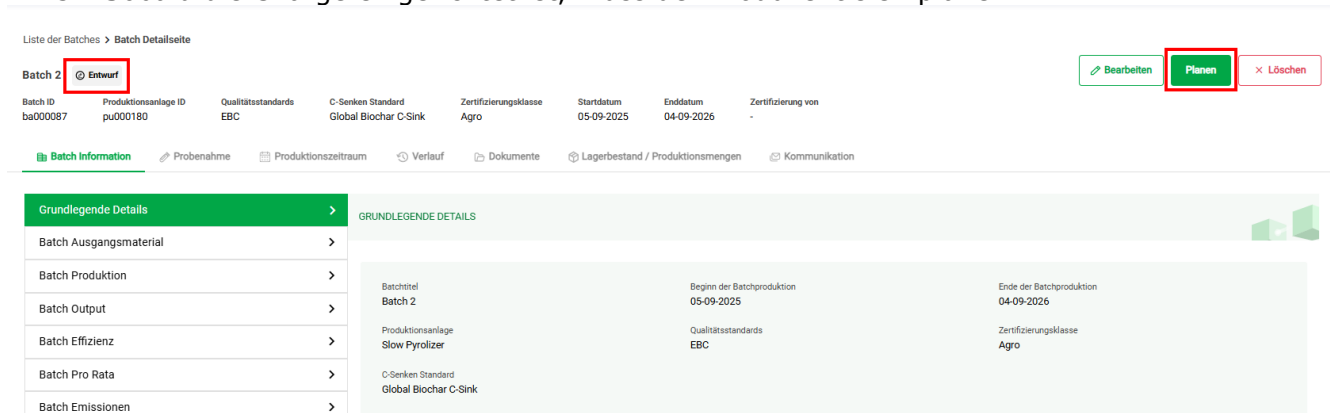 Liste der Batches > Batch Detailseite
Batch 2 Entwurf
Bearbeiten Planen × Löschen
Batch ID Produktionsanlage ID Qualitätsstandards C-Senken Standard Zertifizierungsklasse Startdatum Enddatum Zertifizierung von
ba000087 pu000180 EBC Global Biochar C-Sink Agro 05-09-2025 04-09-2026 -
Batch Information Probenahme Produktionszeitraum Verlauf Dokumente Lagerbestand / Produktionsmengen Kommunikation
Grundlegende Details
Batch Ausgangsmaterial
Batch Produktion
Batch Output
Batch Effizienz
Batch Pro Rata
Batch Emissionen
GRUNDLEGENDE DETAILS
Batchtitel Beginn der Batchproduktion Ende der Batchproduktion
Batch 2 05-09-2025 04-09-2026
Produktionsanlage Qualitätsstandards Zertifizierungsklasse
Slow Pyrolizer EBC Agro
C-Senken Standard
Global Biochar C-Sink